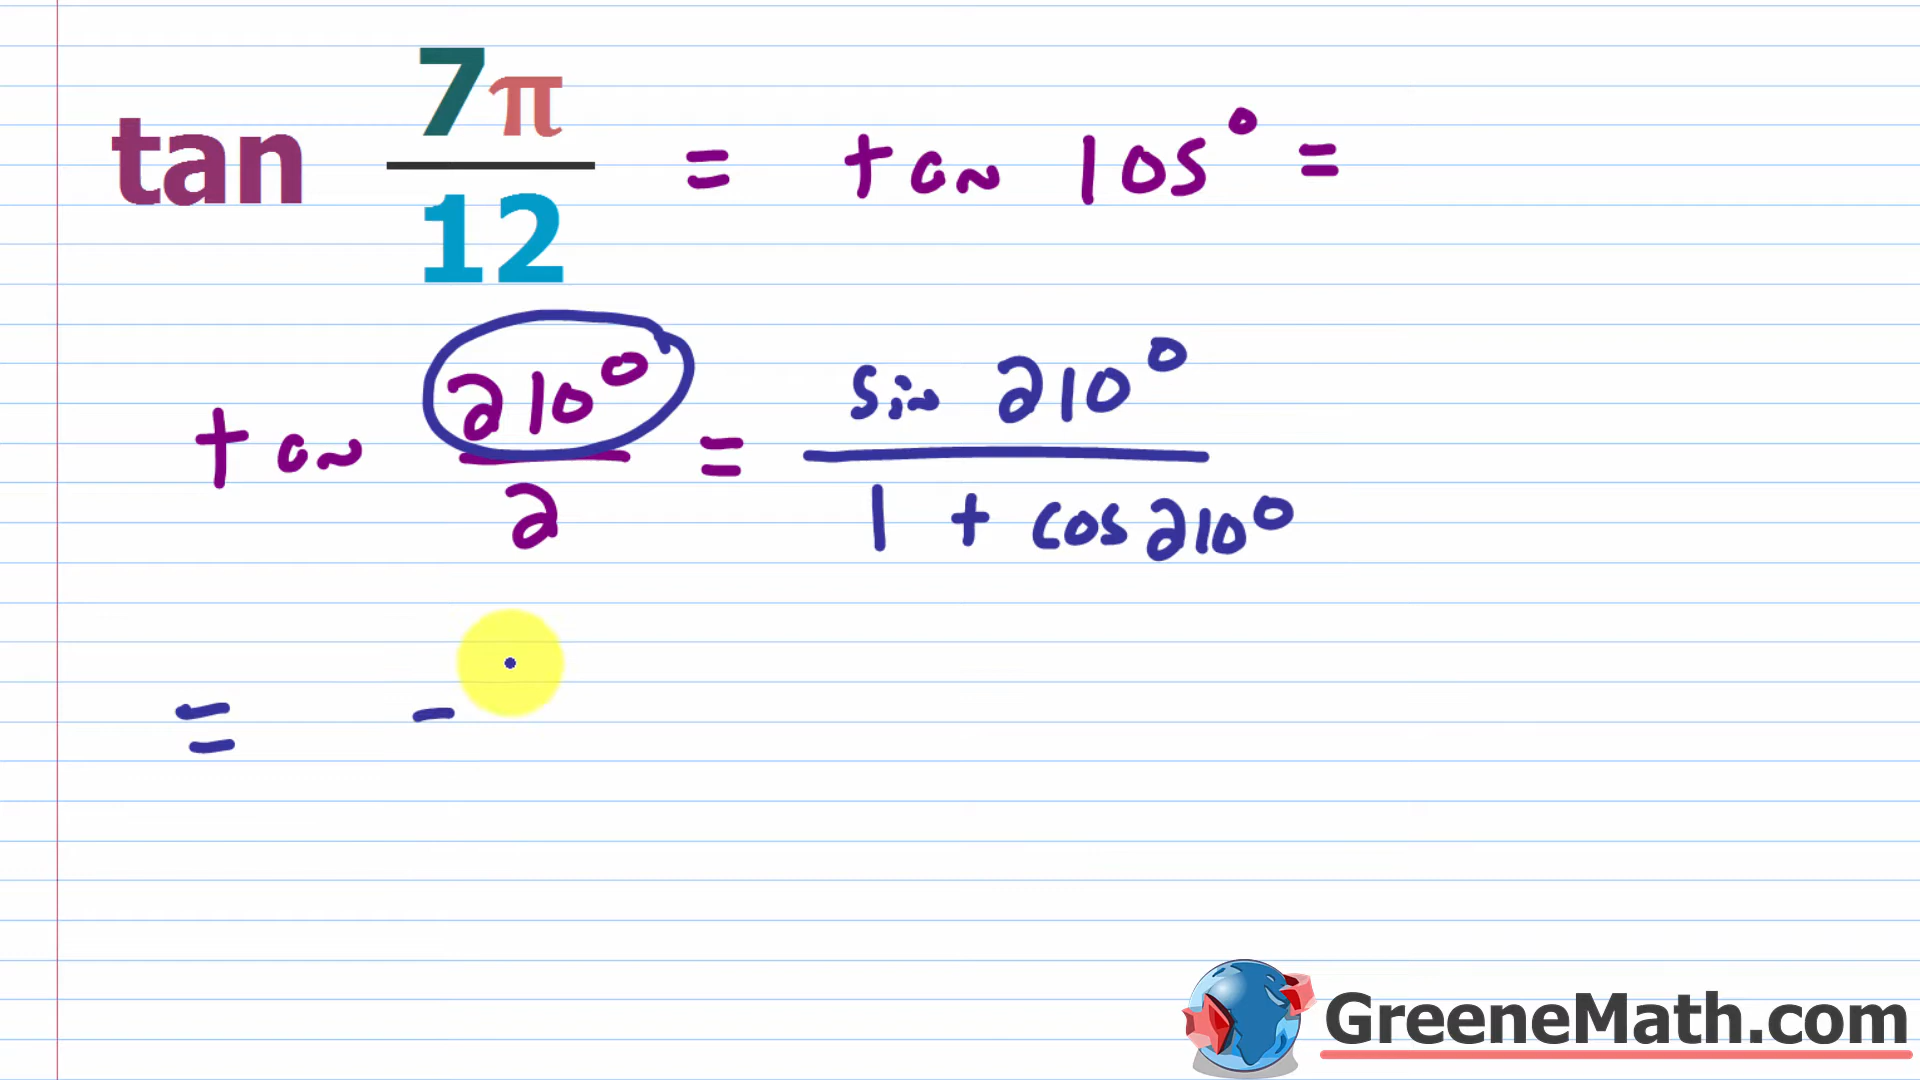 tan 7π/12 = tan 105° =
tan 210°/2 = sin 210°/1 + cos 210°
= -
GreeneMath.com